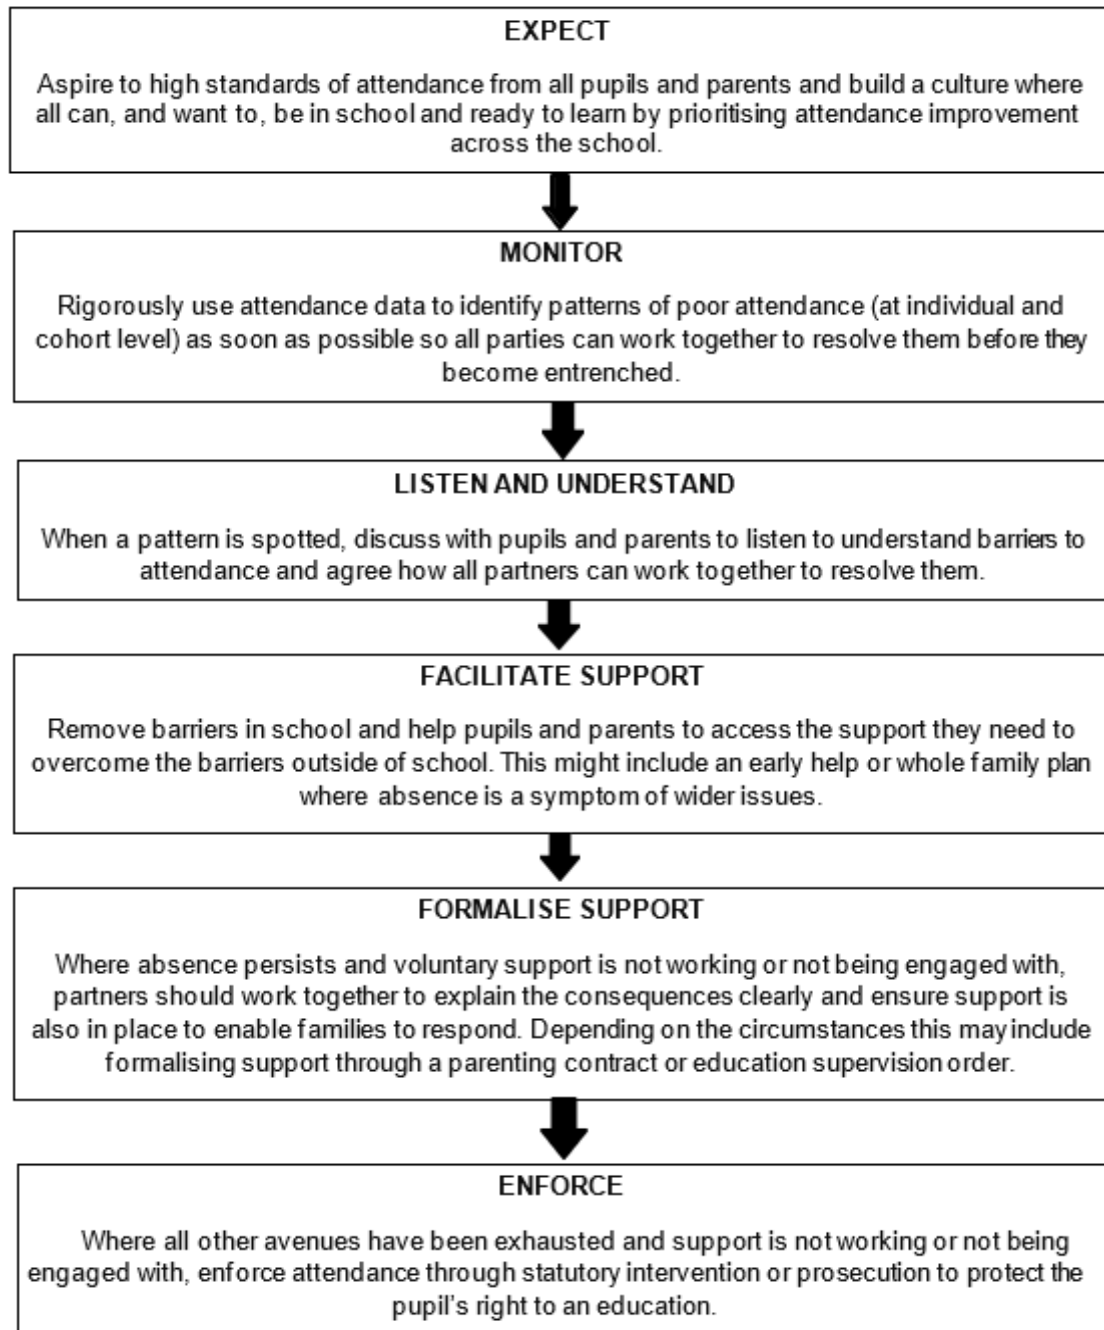 EXPECT
Aspire to high standards of attendance from all pupils and parents and build a culture where
all can, and want to, be in school and ready to learn by prioritising attendance improvement
across the school.
MONITOR
Rigorously use attendance data to identify patterns of poor attendance (at individual and
cohort level) as soon as possible so all parties can work together to resolve them before they
become entrenched.
LISTEN AND UNDERSTAND
When a pattern is spotted, discuss with pupils and parents to listen to understand barriers to
attendance and agree how all partners can work together to resolve them.
FACILITATE SUPPORT
Remove barriers in school and help pupils and parents to access the support they need to
overcome the barriers outside of school. This might include an early help or whole family plan
where absence is a symptom of wider issues.
FORMALISE SUPPORT
Where absence persists and voluntary support is not working or not being engaged with,
partners should work together to explain the consequences clearly and ensure support is
also in place to enable families to respond. Depending on the circumstances this may include
formalising support through a parenting contract or education supervision order.
ENFORCE
Where all other avenues have been exhausted and support is not working or not being
engaged with, enforce attendance through statutory intervention or prosecution to protect the
pupil's right to an education.